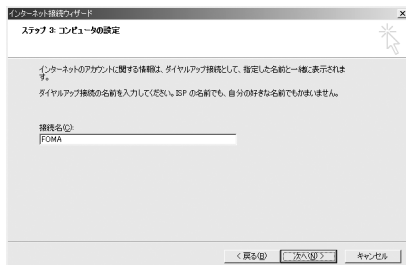 インターネット接続ウィザード
ステップ 3: コンピュータの設定
インターネットのアカウントに関する情報は、ダイヤルアップ接続として、指定した名前と一緒に表示されま
す。
ダイヤルアップ接続の名前を入力してください。ISP の名前でも、自分の好きな名前でもかまいません。
接続名(C):
FOMA
< 戻る(B)
次へ(N) >
キャンセル